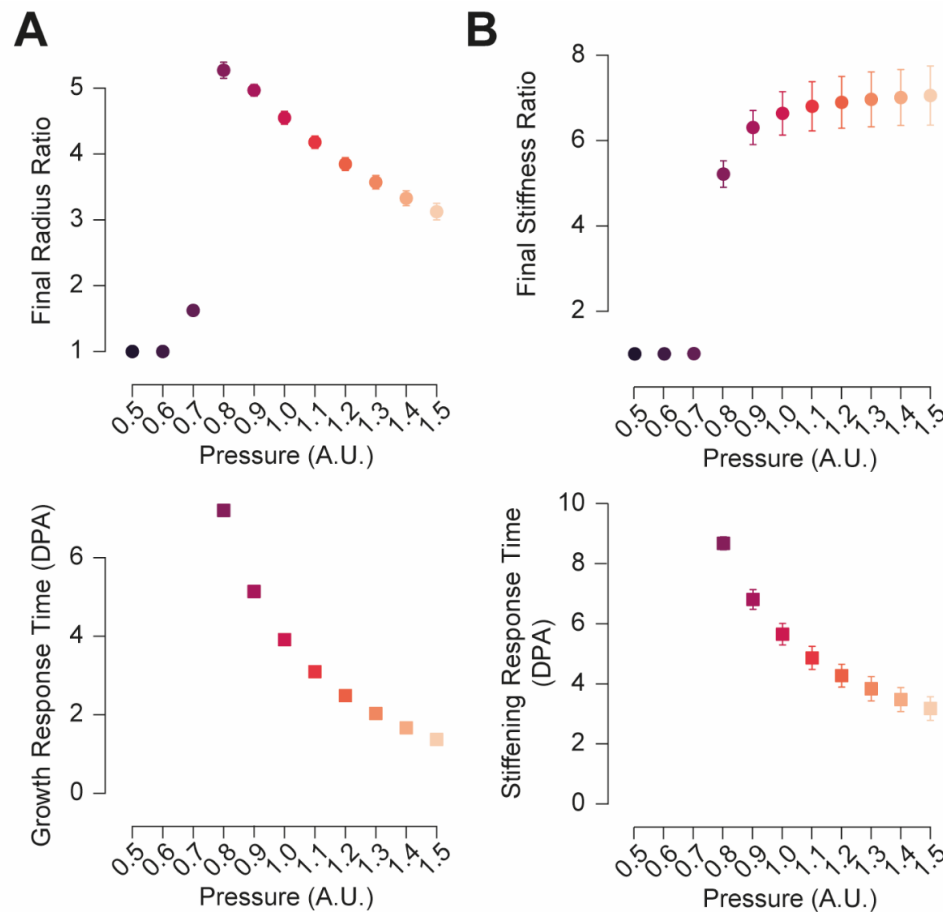 A
Final Radius Ratio
5
4
3
2
1
0.5 0.6 0.7 0.8 0.9 1.0 1.1 1.2 1.3 1.4 1.5
Pressure (A.U.)
B
Final Stiffness Ratio
8
6
4
2
0.5 0.6 0.7 0.8 0.9 1.0 1.1 1.2 1.3 1.4 1.5
Pressure (A.U.)
Growth Response Time (DPA)
6
4
2
0
0.5 0.6 0.7 0.8 0.9 1.0 1.1 1.2 1.3 1.4 1.5
Pressure (A.U.)
Stiffening Response Time
(DPA)
10
8
6
4
2
0
0.5 0.6 0.7 0.8 0.9 1.0 1.1 1.2 1.3 1.4 1.5
Pressure (A.U.)